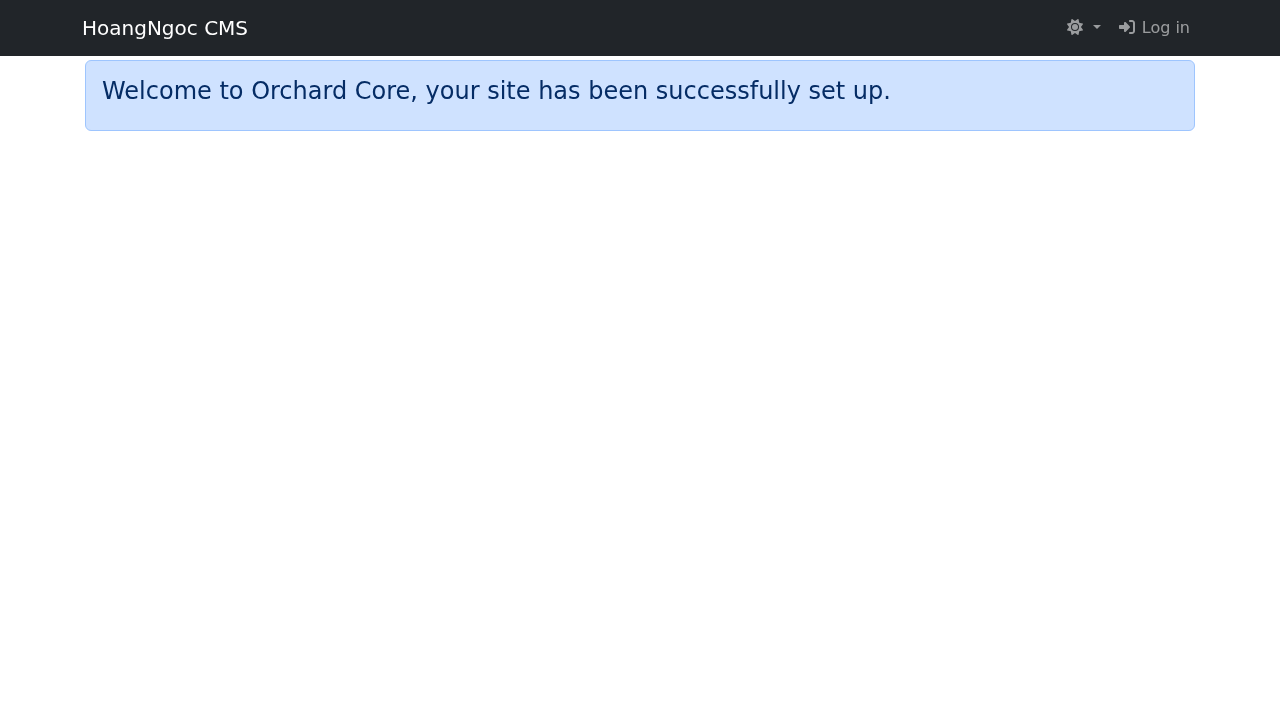 HoangNgoc CMS
Log in
Welcome to Orchard Core, your site has been successfully set up.